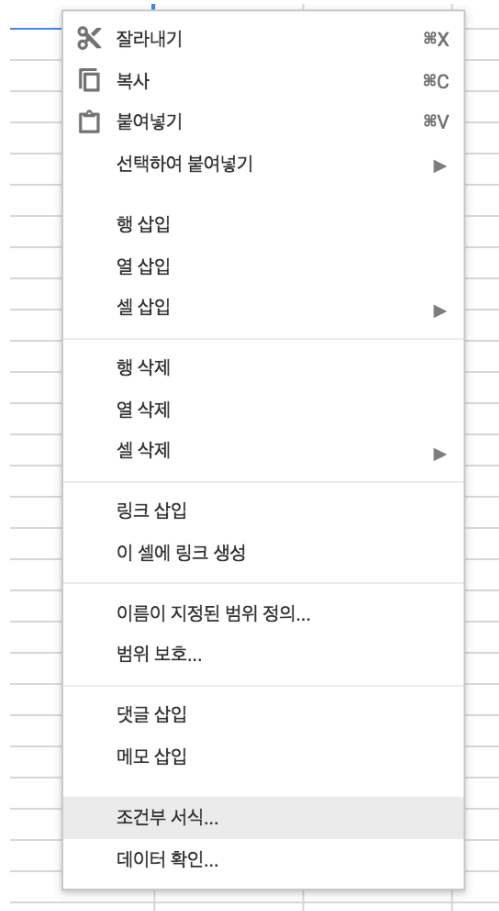 잘라내기 ⌘X
복사 ⌘C
붙여넣기 ⌘V
선택하여 붙여넣기 ▶
행 삽입
열 삽입
셀 삽입 ▶
행 삭제
열 삭제
셀 삭제 ▶
링크 삽입
이 셀에 링크 생성
이름이 지정된 범위 정의...
범위 보호...
댓글 삽입
메모 삽입
조건부 서식...
데이터 확인...